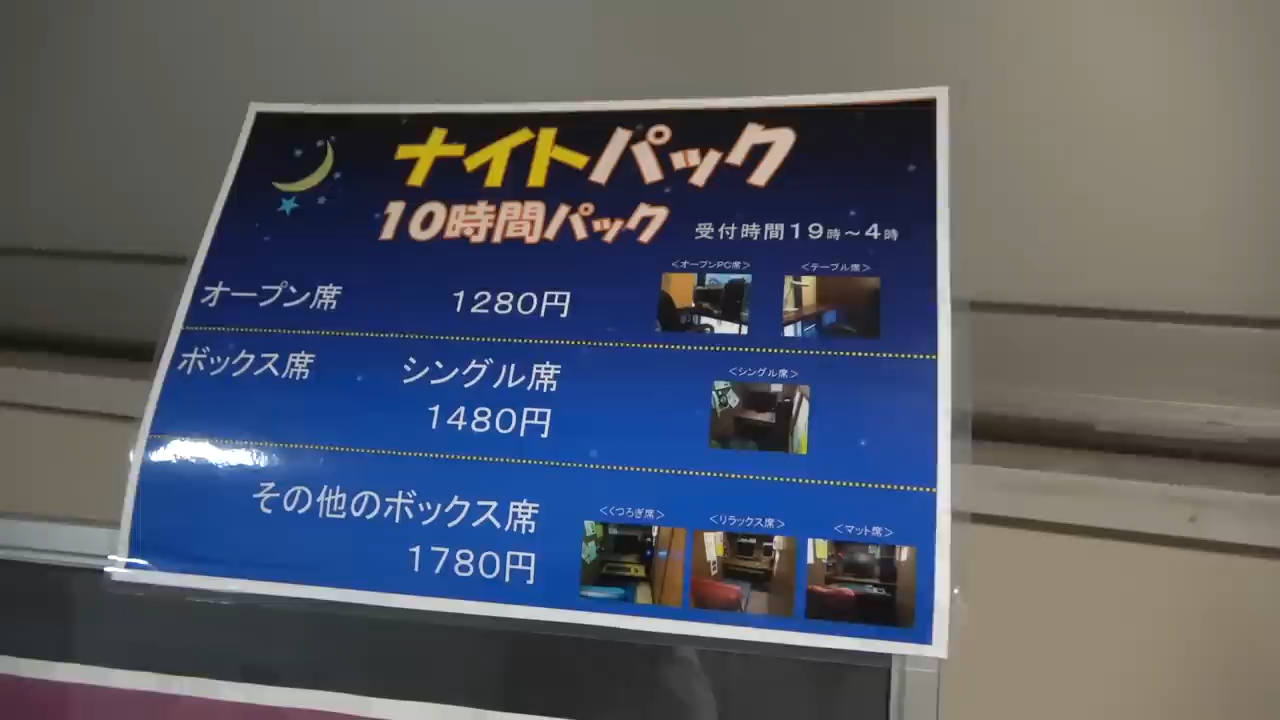 ナイトパック
10時間パック
受付時間19時～4時
オープン席 1280円
＜オープンPC席＞ ＜テーブル席＞
ボックス席 シングル席
1480円
＜シングル席＞
その他のボックス席
1780円
＜くつろぎ席＞ ＜リラックス席＞ ＜マット席＞